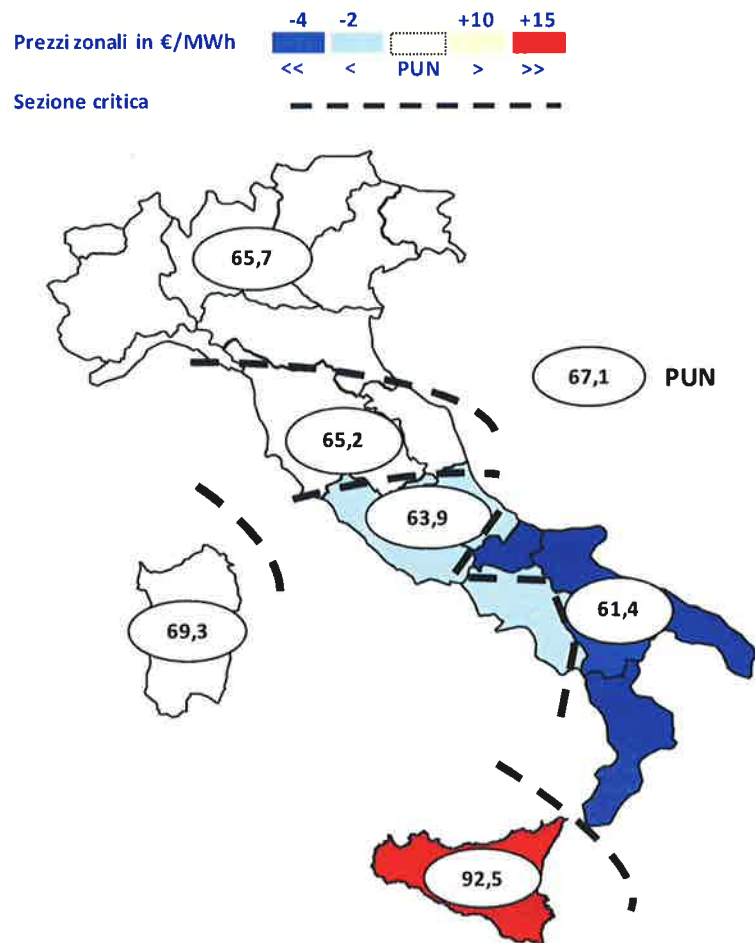 -4 -2 +10 +15
Prezzi zonali in €/MWh
<< < PUN > >>
Sezione critica
65,7
67,1 PUN
65,2
63,9
61,4
69,3
92,5